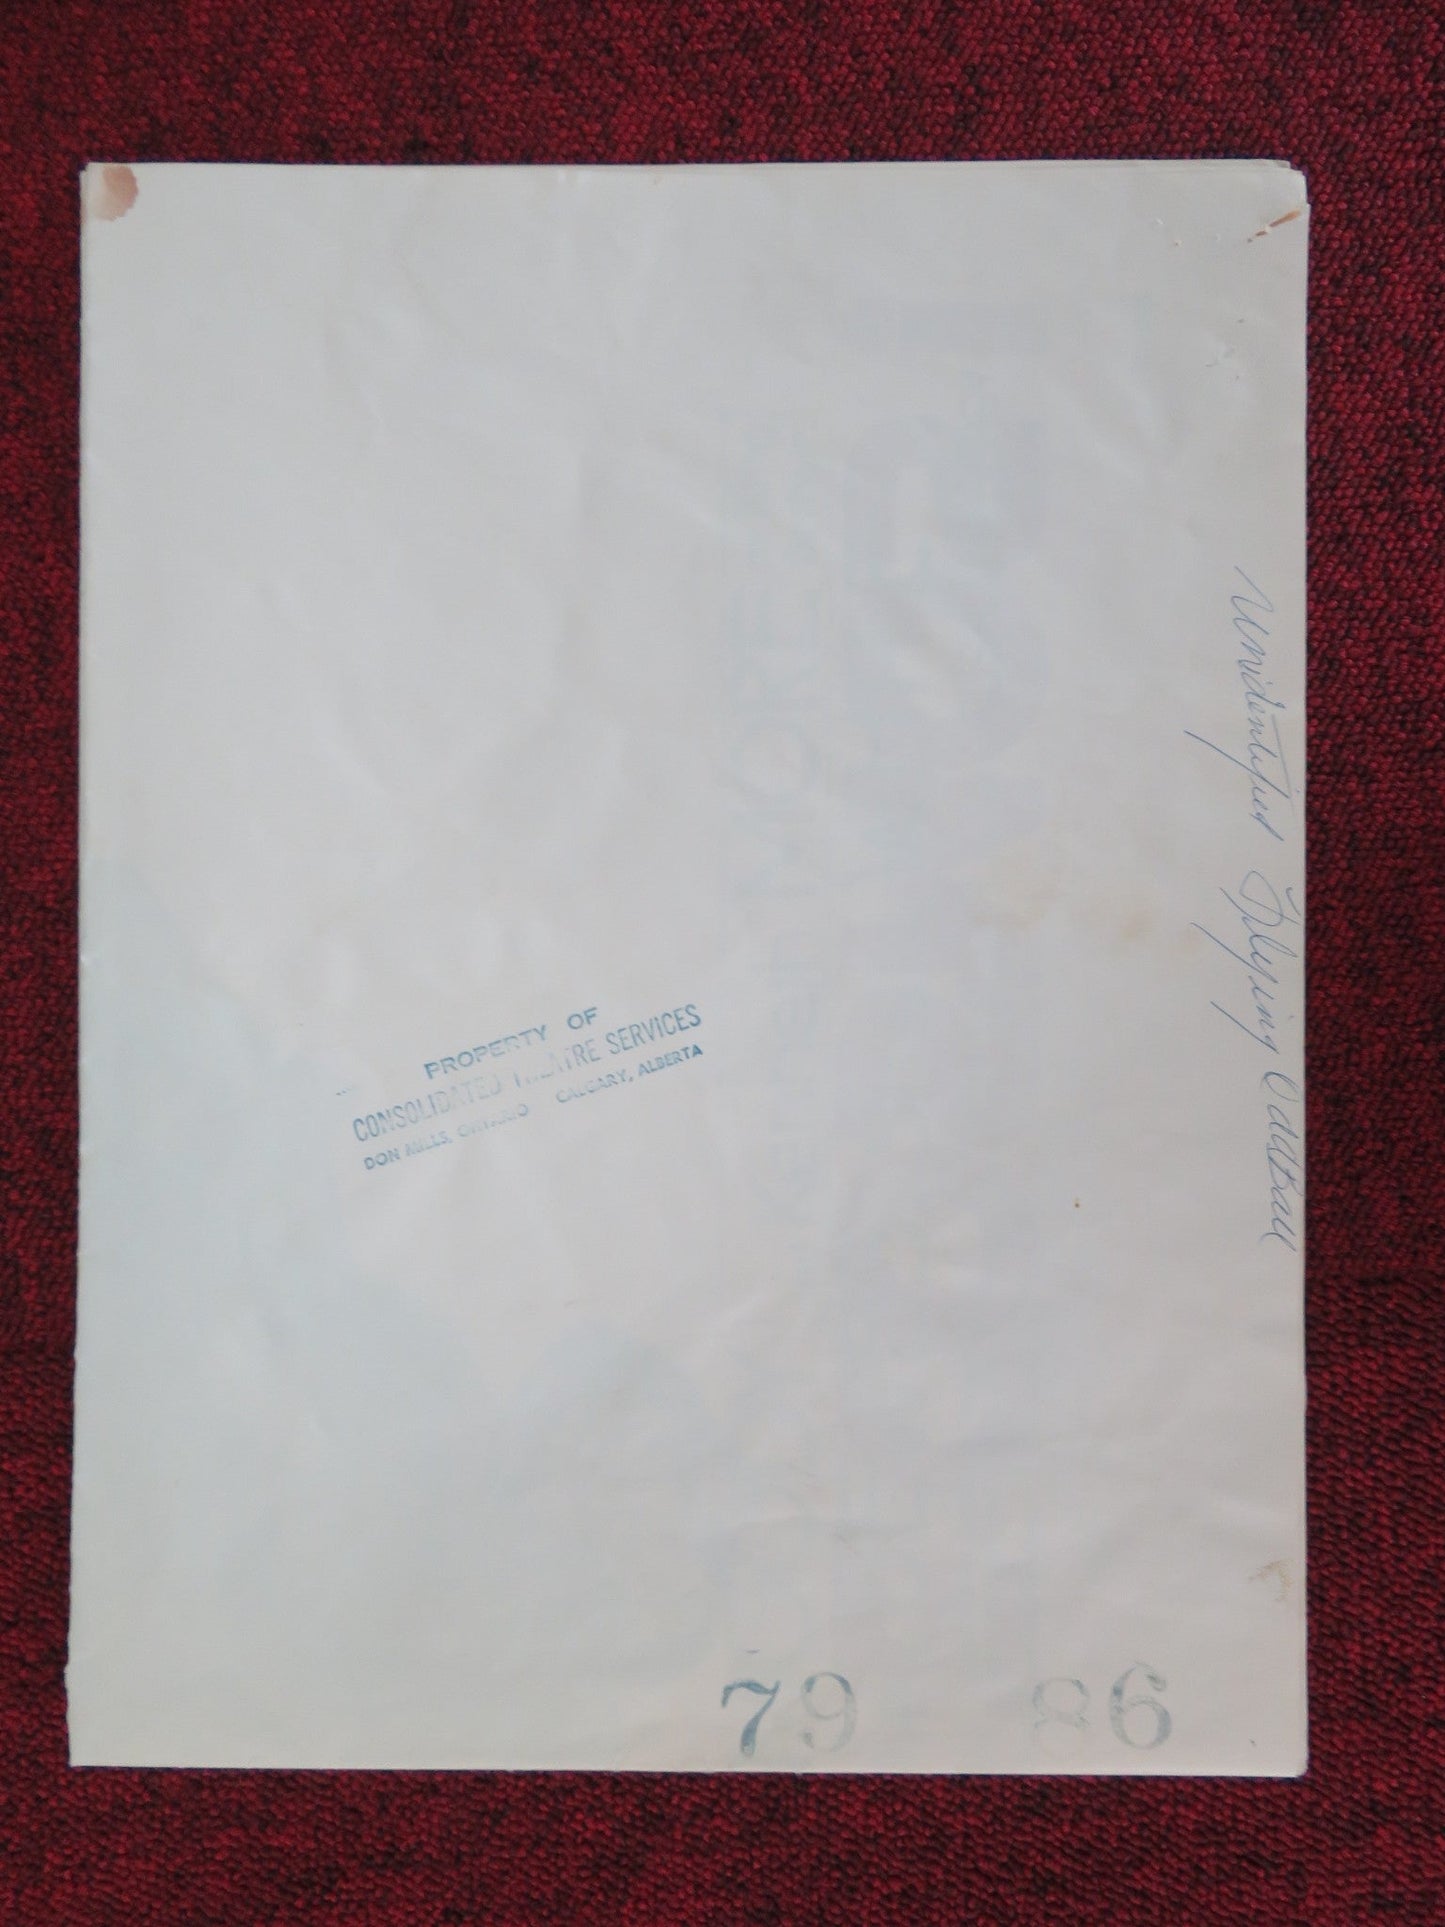 Unidentified Flying Oddball
PROPERTY OF
CONSOLIDATED THEATRE SERVICES
DON MILLS, ONTARIO CALGARY, ALBERTA
79 86